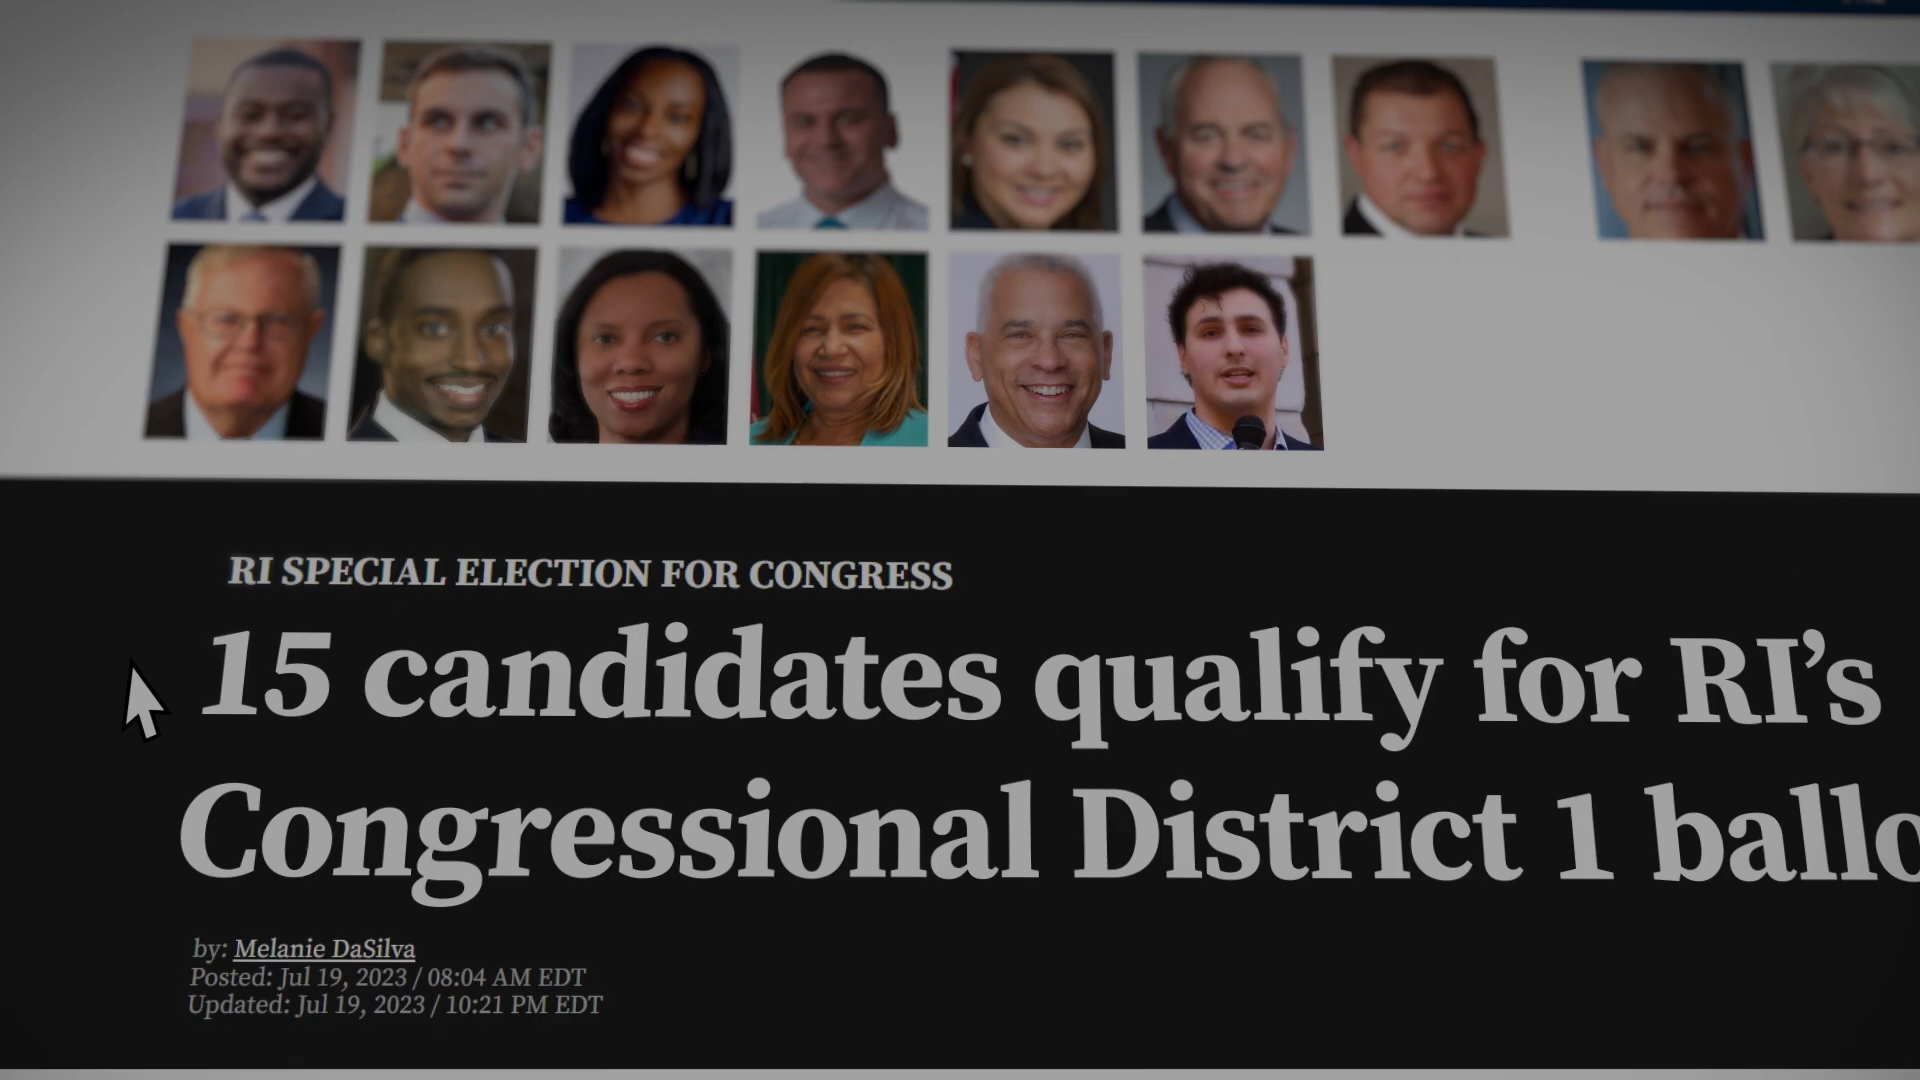 RI SPECIAL ELECTION FOR CONGRESS
15 candidates qualify for RI’s
Congressional District 1 ballo
by: Melanie DaSilva
Posted: Jul 19, 2023 / 08:04 AM EDT
Updated: Jul 19, 2023 / 10:21 PM EDT